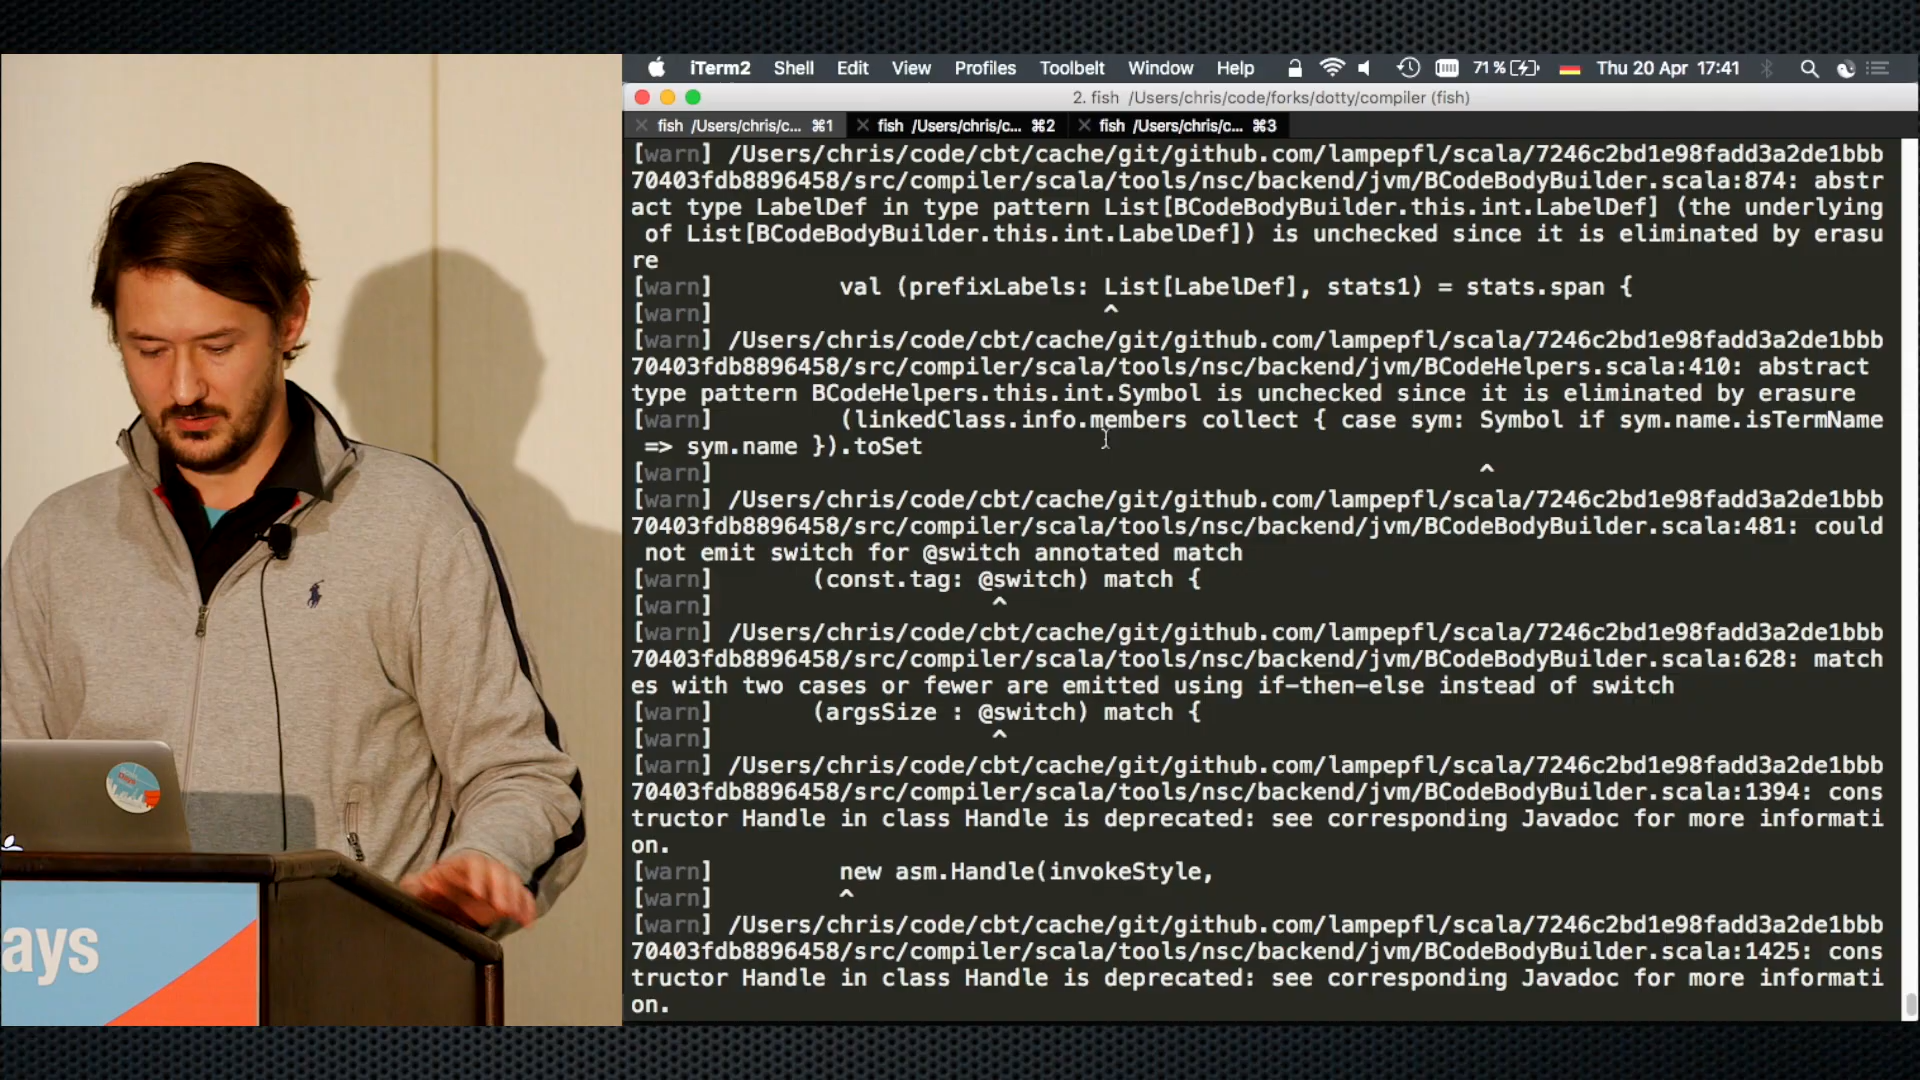 iTerm2 Shell Edit View Profiles Toolbelt Window Help 71 % Thu 20 Apr 17:41
2. fish /Users/chris/code/forks/dotty/compiler (fish)
fish /Users/chris/c... ⌘1 fish /Users/chris/c... ⌘2 fish /Users/chris/c... ⌘3
[warn] /Users/chris/code/cbt/cache/git/github.com/lampepfl/scala/7246c2bd1e98fadd3a2de1bbb
70403fdb8896458/src/compiler/scala/tools/nsc/backend/jvm/BCodeBodyBuilder.scala:874: abstr
act type LabelDef in type pattern List[BCodeBodyBuilder.this.int.LabelDef] (the underlying
of List[BCodeBodyBuilder.this.int.LabelDef]) is unchecked since it is eliminated by erasu
re
[warn] val (prefixLabels: List[LabelDef], stats1) = stats.span {
[warn] ^
[warn] /Users/chris/code/cbt/cache/git/github.com/lampepfl/scala/7246c2bd1e98fadd3a2de1bbb
70403fdb8896458/src/compiler/scala/tools/nsc/backend/jvm/BCodeHelpers.scala:410: abstract
type pattern BCodeHelpers.this.int.Symbol is unchecked since it is eliminated by erasure
[warn] (linkedClass.info.members collect { case sym: Symbol if sym.name.isTermName
=> sym.name }).toSet
[warn] ^
[warn] /Users/chris/code/cbt/cache/git/github.com/lampepfl/scala/7246c2bd1e98fadd3a2de1bbb
70403fdb8896458/src/compiler/scala/tools/nsc/backend/jvm/BCodeBodyBuilder.scala:481: could
not emit switch for @switch annotated match
[warn] (const.tag: @switch) match {
[warn] ^
[warn] /Users/chris/code/cbt/cache/git/github.com/lampepfl/scala/7246c2bd1e98fadd3a2de1bbb
70403fdb8896458/src/compiler/scala/tools/nsc/backend/jvm/BCodeBodyBuilder.scala:628: match
es with two cases or fewer are emitted using if-then-else instead of switch
[warn] (argsSize : @switch) match {
[warn] ^
[warn] /Users/chris/code/cbt/cache/git/github.com/lampepfl/scala/7246c2bd1e98fadd3a2de1bbb
70403fdb8896458/src/compiler/scala/tools/nsc/backend/jvm/BCodeBodyBuilder.scala:1394: cons
tructor Handle in class Handle is deprecated: see corresponding Javadoc for more informati
on.
[warn] new asm.Handle(invokeStyle,
[warn] ^
[warn] /Users/chris/code/cbt/cache/git/github.com/lampepfl/scala/7246c2bd1e98fadd3a2de1bbb
70403fdb8896458/src/compiler/scala/tools/nsc/backend/jvm/BCodeBodyBuilder.scala:1425: cons
tructor Handle in class Handle is deprecated: see corresponding Javadoc for more informati
on.
ays